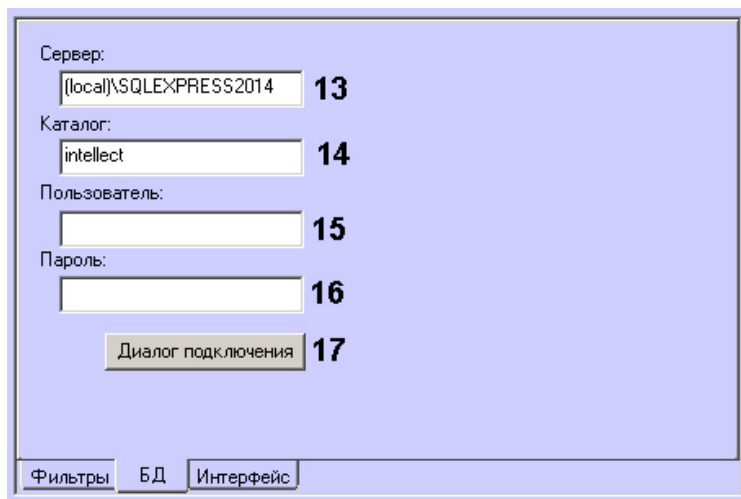 Сервер:
(local)\SQLEXPRESS2014 13
Каталог:
intellect 14
Пользователь:
15
Пароль:
16
Диалог подключения 17
Фильтры БД Интерфейс